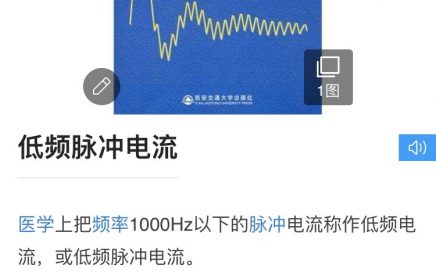 西安交通大学出版社
XI'AN JIAOTONG UNIVERSITY PRESS
1图
低频脉冲电流
医学上把频率1000Hz以下的脉冲电流称作低频电
流，或低频脉冲电流。